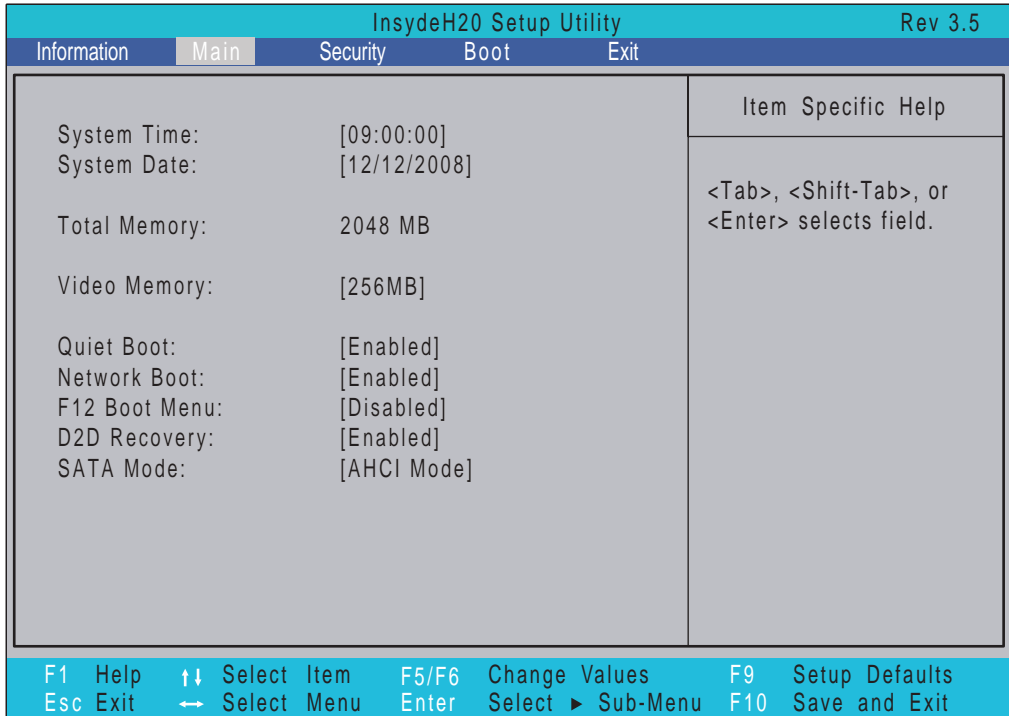 InsydeH20 Setup Utility Rev 3.5
Information Main Security Boot Exit
Item Specific Help
System Time: [09:00:00]
System Date: [12/12/2008]
<Tab>, <Shift-Tab>, or
<Enter> selects field.
Total Memory: 2048 MB
Video Memory: [256MB]
Quiet Boot: [Enabled]
Network Boot: [Enabled]
F12 Boot Menu: [Disabled]
D2D Recovery: [Enabled]
SATA Mode: [AHCI Mode]
F1 Help ↑↓ Select Item F5/F6 Change Values F9 Setup Defaults
Esc Exit ↔ Select Menu Enter Select ► Sub-Menu F10 Save and Exit